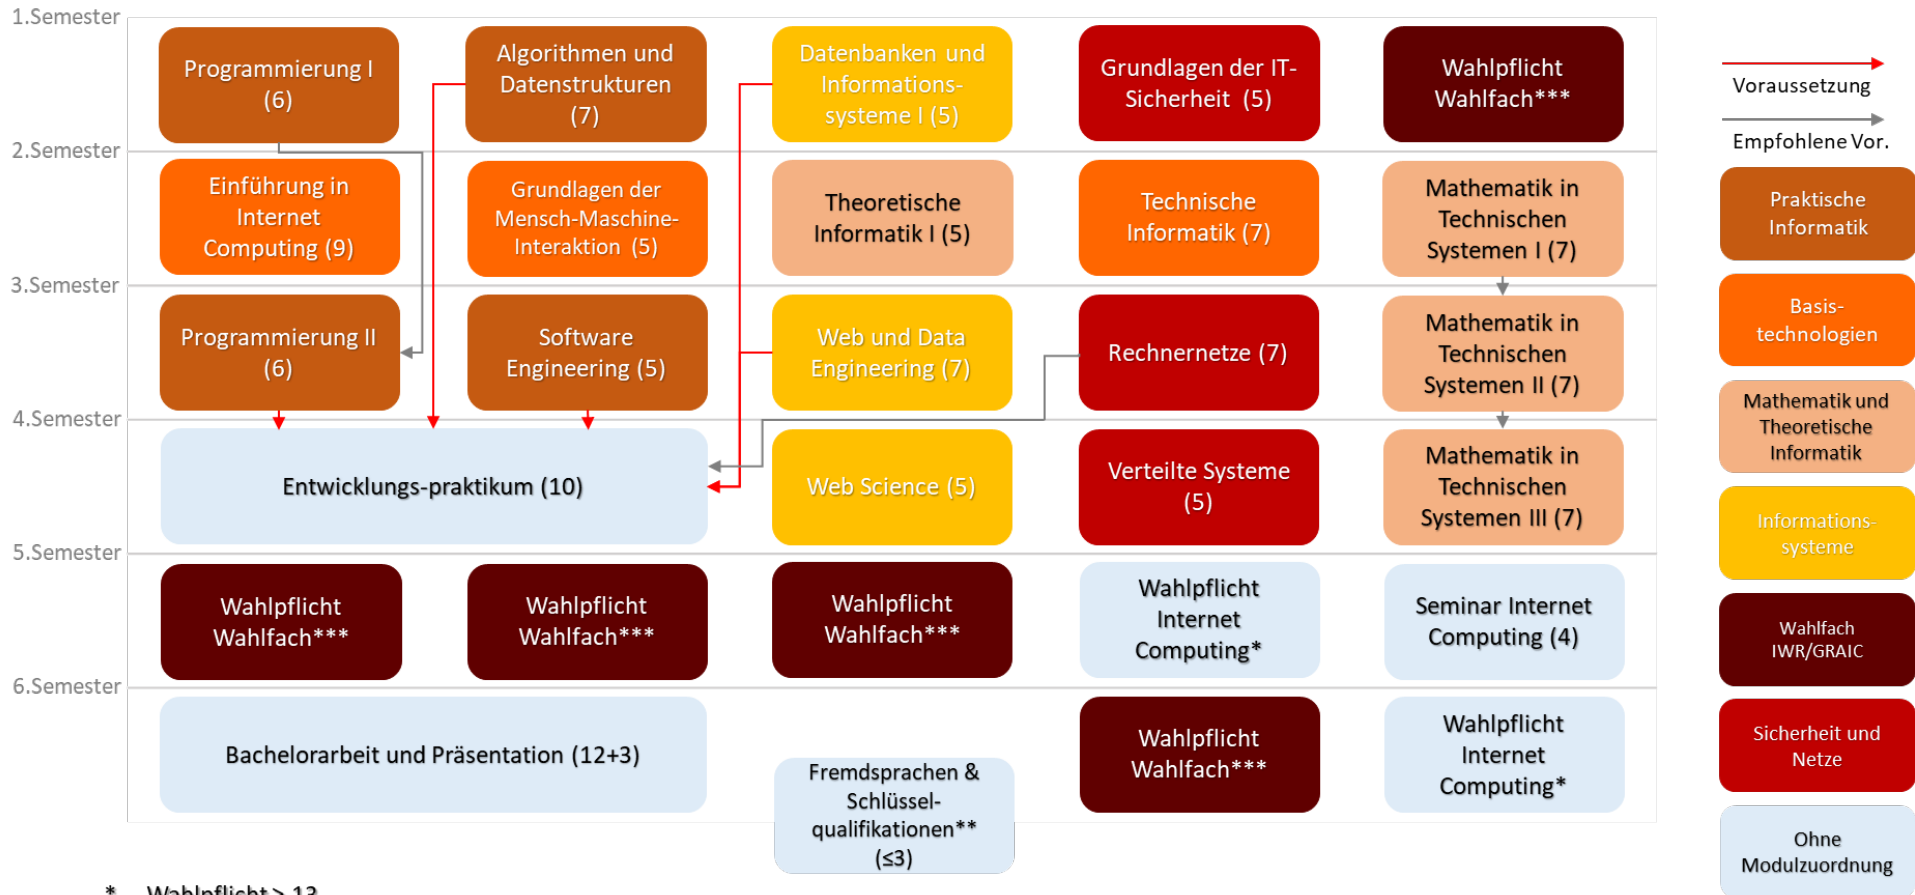 1.Semester
Programmierung I
(6)
Algorithmen und
Datenstrukturen
(7)
Datenbanken und
Informations-
systeme I (5)
Grundlagen der IT-
Sicherheit (5)
Wahlpflicht
Wahlfach***
2.Semester
Einführung in
Internet
Computing (9)
Grundlagen der
Mensch-Maschine-
Interaktion (5)
Theoretische
Informatik I (5)
Technische
Informatik (7)
Mathematik in
Technischen
Systemen I (7)
3.Semester
Programmierung II
(6)
Software
Engineering (5)
Web und Data
Engineering (7)
Rechnernetze (7)
Mathematik in
Technischen
Systemen II (7)
4.Semester
Entwicklungs-praktikum (10)
Web Science (5)
Verteilte Systeme
(5)
Mathematik in
Technischen
Systemen III (7)
5.Semester
Wahlpflicht
Wahlfach***
Wahlpflicht
Wahlfach***
Wahlpflicht
Wahlfach***
Wahlpflicht
Internet
Computing*
Seminar Internet
Computing (4)
6.Semester
Bachelorarbeit und Präsentation (12+3)
Fremdsprachen &
Schlüssel-
qualifikationen**
(≤3)
Wahlpflicht
Wahlfach***
Wahlpflicht
Internet
Computing*
Voraussetzung
Empfohlene Vor.
Praktische
Informatik
Basis-
technologien
Mathematik und
Theoretische
Informatik
Informations-
systeme
Wahlfach
IWR/GRAIC
Sicherheit und
Netze
Ohne
Modulzuordnung
* Wahlpflicht